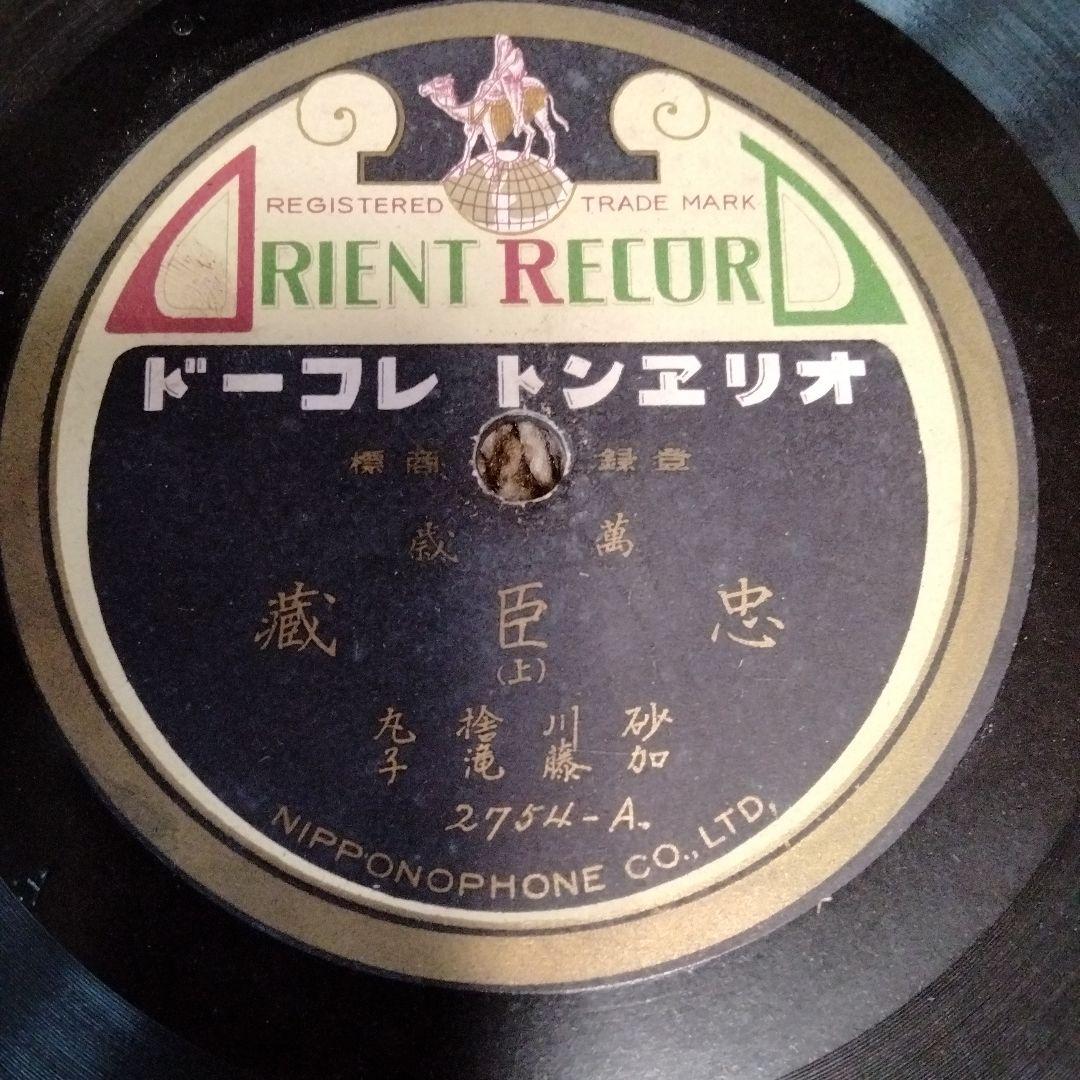 REGISTERED TRADE MARK
ORIENT RECORD
オリヱント レコード
登録商標
萬歳
忠臣藏
(上)
砂川捨丸
加藤滝子
2754-A.
NIPPONOPHONE CO., LTD.